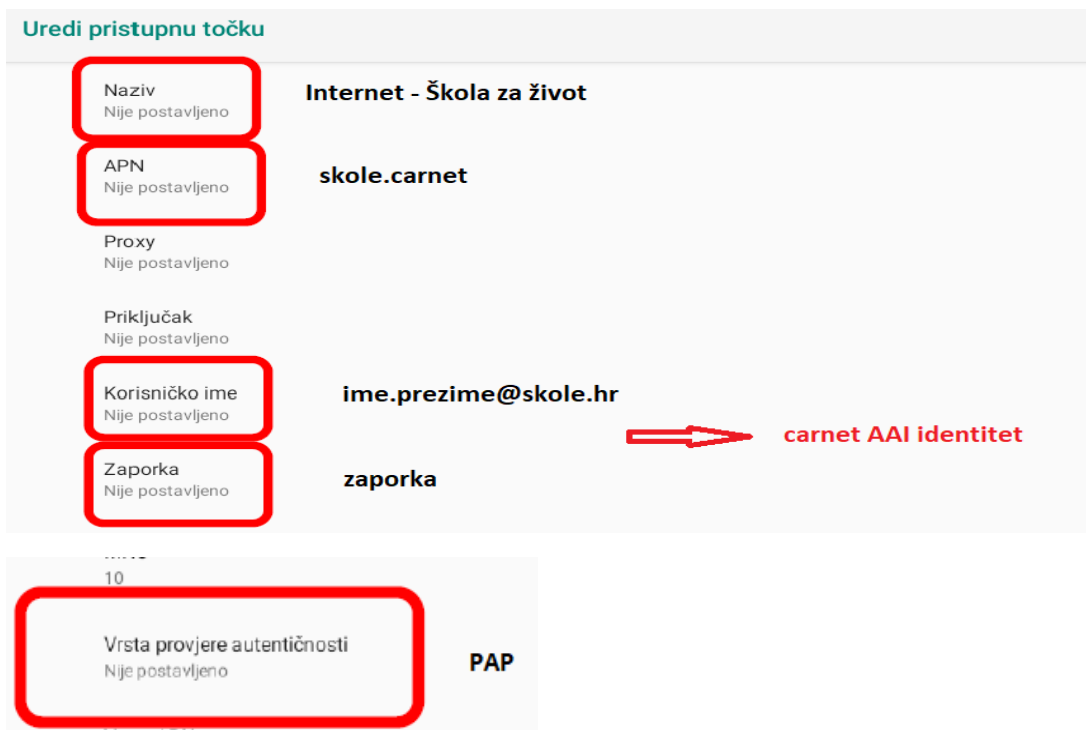 Uredi pristupnu točku
Naziv
Nije postavljeno
Internet - Škola za život
APN
Nije postavljeno
skole.carnet
Proxy
Nije postavljeno
Priključak
Nije postavljeno
Korisničko ime
Nije postavljeno
ime.prezime@skole.hr
carnet AAI identitet
Zaporka
Nije postavljeno
zaporka
10
Vrsta provjere autentičnosti
Nije postavljeno
PAP